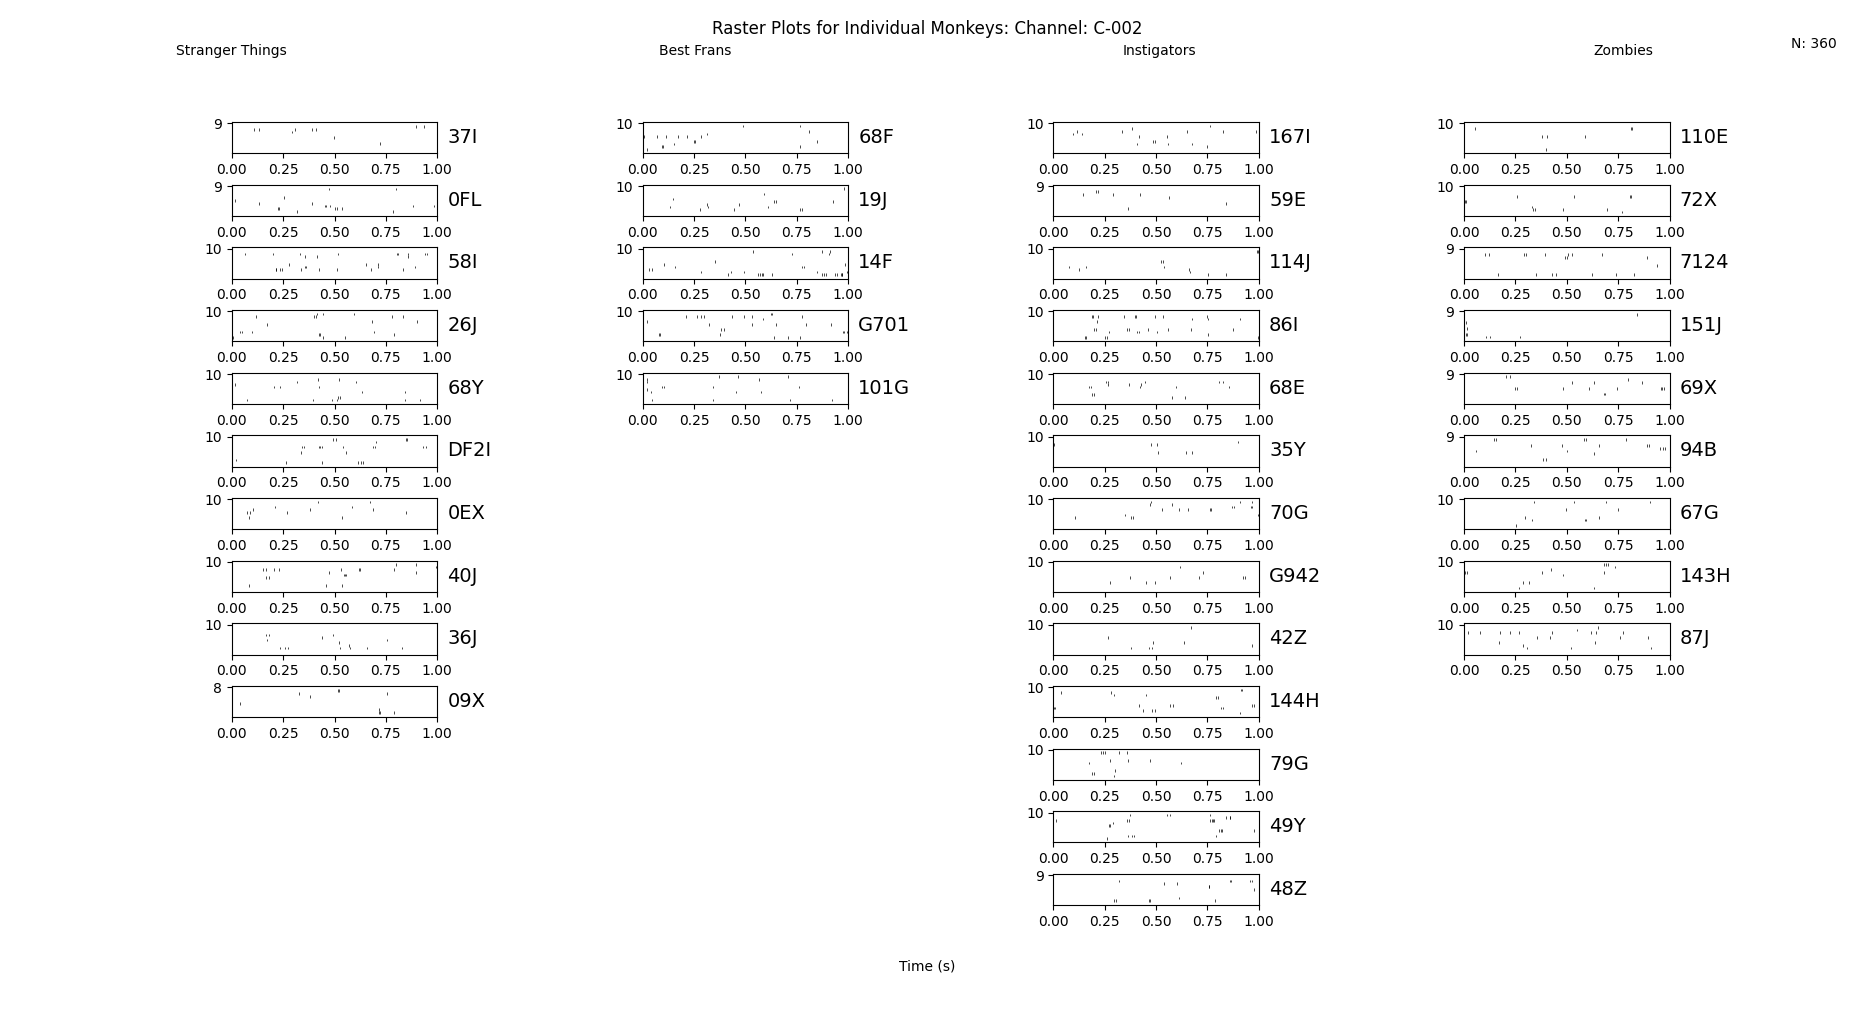 Raster Plots for Individual Monkeys: Channel: C-002
Stranger Things Best Frans Instigators Zombies N: 360
9 37I 10 68F 10 167I 10 110E
0.00 0.25 0.50 0.75 1.00 0.00 0.25 0.50 0.75 1.00 0.00 0.25 0.50 0.75 1.00 0.00 0.25 0.50 0.75 1.00
9 0FL 10 19J 9 59E 10 72X
0.00 0.25 0.50 0.75 1.00 0.00 0.25 0.50 0.75 1.00 0.00 0.25 0.50 0.75 1.00 0.00 0.25 0.50 0.75 1.00
10 58I 10 14F 10 114J 9 7124
0.00 0.25 0.50 0.75 1.00 0.00 0.25 0.50 0.75 1.00 0.00 0.25 0.50 0.75 1.00 0.00 0.25 0.50 0.75 1.00
10 26J 10 G701 10 86I 9 151J
0.00 0.25 0.50 0.75 1.00 0.00 0.25 0.50 0.75 1.00 0.00 0.25 0.50 0.75 1.00 0.00 0.25 0.50 0.75 1.00
10 68Y 10 101G 10 68E 9 69X
0.00 0.25 0.50 0.75 1.00 0.00 0.25 0.50 0.75 1.00 0.00 0.25 0.50 0.75 1.00 0.00 0.25 0.50 0.75 1.00
10 DF2I 10 35Y 9 94B
0.00 0.25 0.50 0.75 1.00 0.00 0.25 0.50 0.75 1.00 0.00 0.25 0.50 0.75 1.00
10 0EX 10 70G 10 67G
0.00 0.25 0.50 0.75 1.00 0.00 0.25 0.50 0.75 1.00 0.00 0.25 0.50 0.75 1.00
10 40J 10 G942 10 143H
0.00 0.25 0.50 0.75 1.00 0.00 0.25 0.50 0.75 1.00 0.00 0.25 0.50 0.75 1.00
10 36J 10 42Z 10 87J
0.00 0.25 0.50 0.75 1.00 0.00 0.25 0.50 0.75 1.00 0.00 0.25 0.50 0.75 1.00
8 09X 10 144H
0.00 0.25 0.50 0.75 1.00 0.00 0.25 0.50 0.75 1.00
10 79G
0.00 0.25 0.50 0.75 1.00
10 49Y
0.00 0.25 0.50 0.75 1.00
9 48Z
0.00 0.25 0.50 0.75 1.00
Time (s)